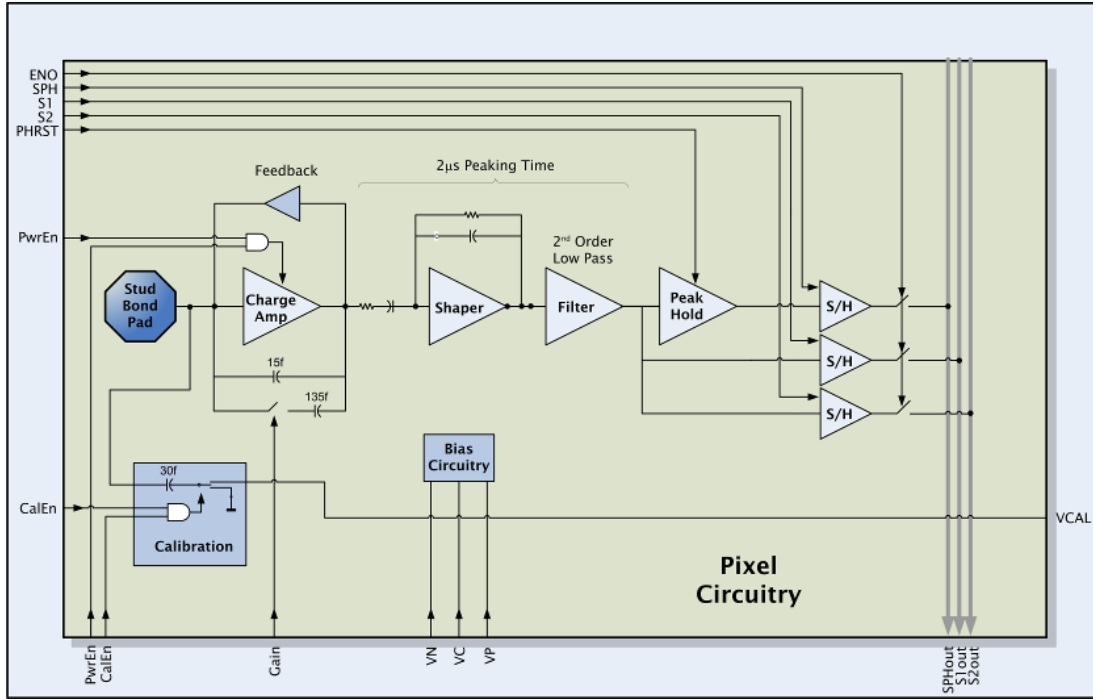 ENO
SPH
S1
S2
PHRST
Feedback
2µs Peaking Time
PwrEn
2nd Order
Low Pass
Stud
Bond
Pad
Charge
Amp
Shaper
Filter
Peak
Hold
S/H
S/H
S/H
15f
135f
Bias
Circuitry
30f
CalEn
Calibration
VCAL
Pixel
Circuitry
PwrEn
CalEn
Gain
VN
VC
VP
SPHout
S1out
S2out